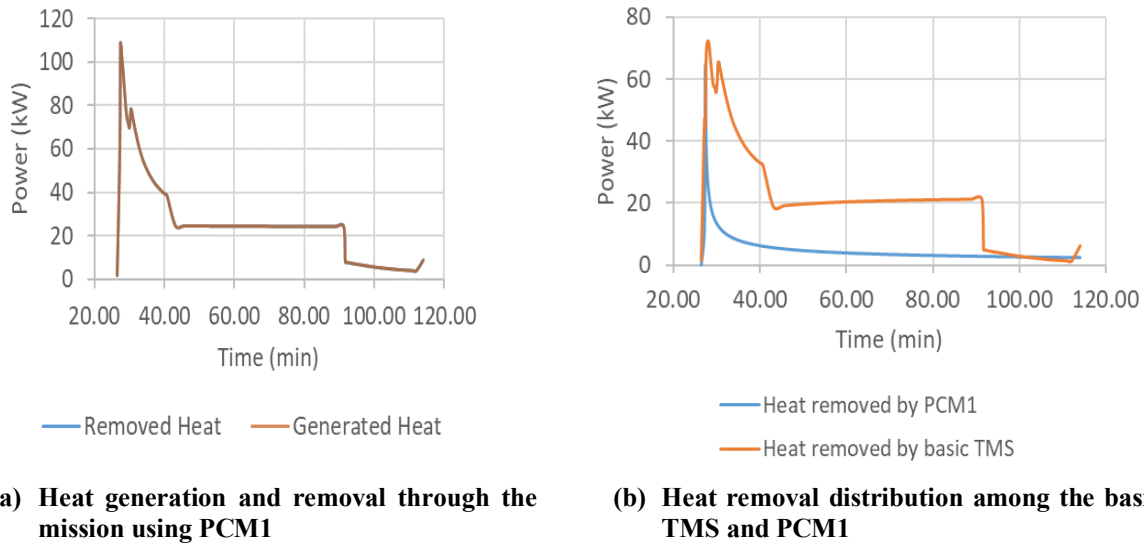 120
100
80
60
40
20
0
Power (kW)
20.00 40.00 60.00 80.00 100.00 120.00
Time (min)
Removed Heat Generated Heat
a) Heat generation and removal through the
mission using PCM1
80
60
40
20
0
Power (kW)
20.00 40.00 60.00 80.00 100.00 120.00
Time (min)
Heat removed by PCM1
Heat removed by basic TMS
(b) Heat removal distribution among the basi
TMS and PCM1